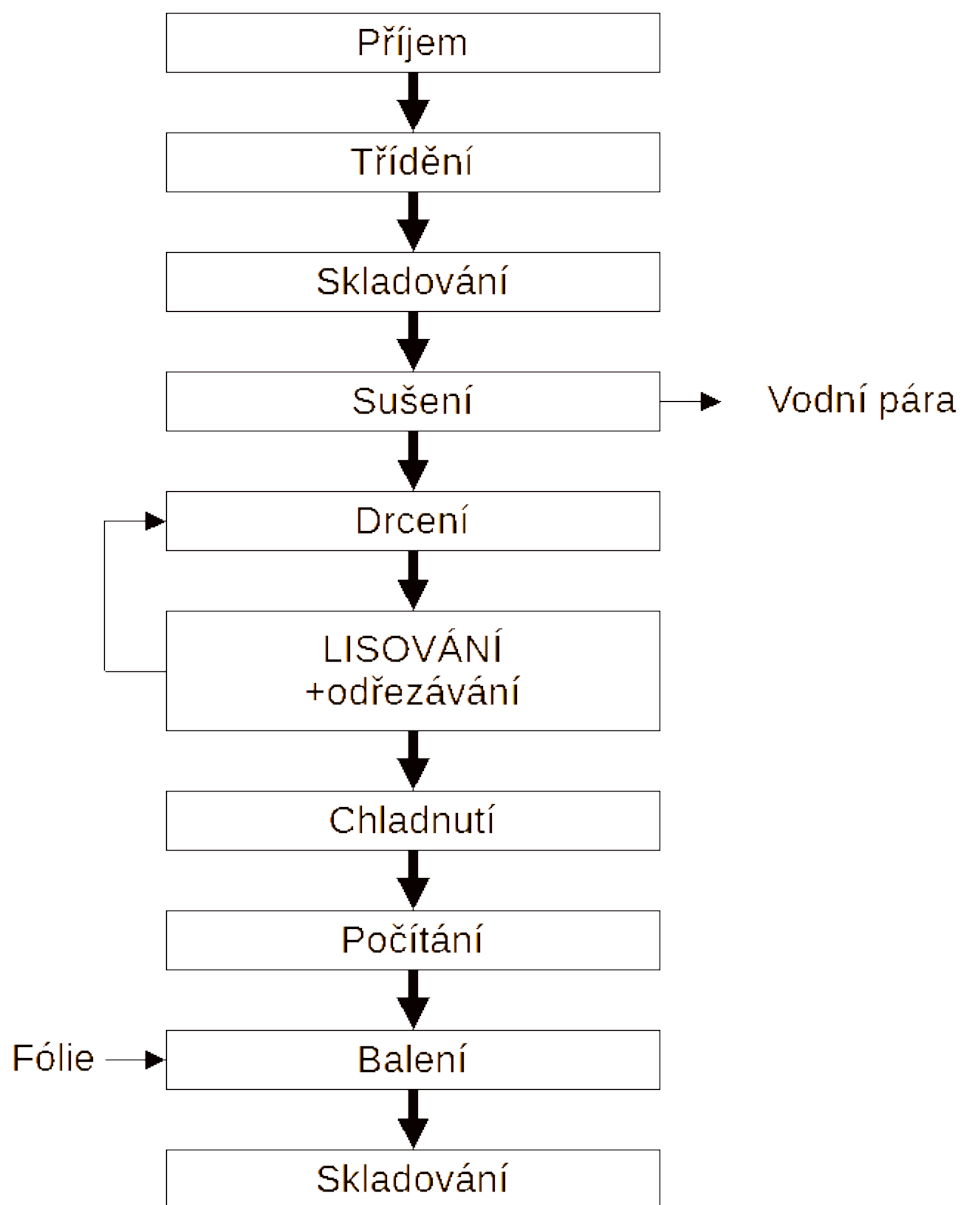 Příjem
Třídění
Skladování
Sušení
Vodní pára
Drcení
LISOVÁNÍ
+odřezávání
Chladnutí
Počítání
Fólie
Balení
Skladování